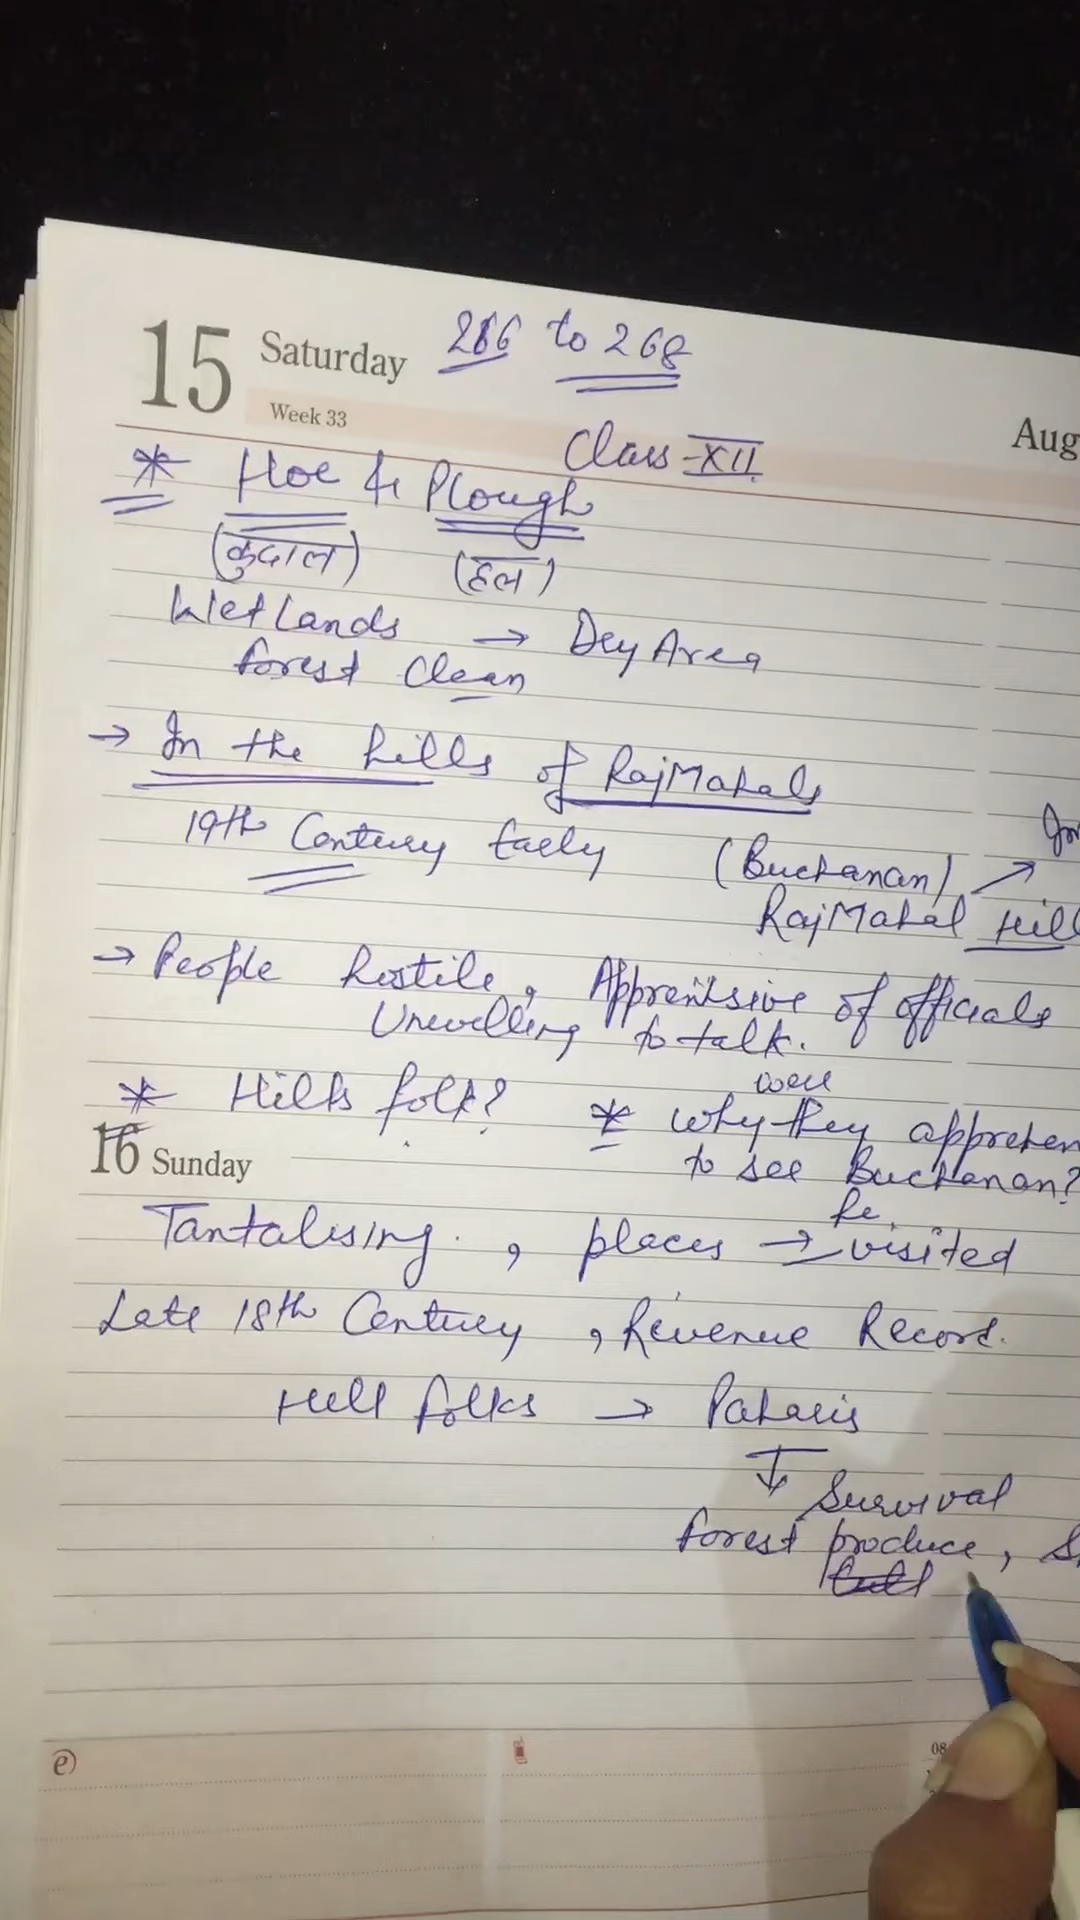 266 to 268
15 Saturday
Week 33
Aug
Class-XII
* Hoe & Plough
(कुदाल) (हल)
Wetlands → Dry Area
forest Clean
→ In the hills of RajMahals
19th Century Early (Buchanan)
RajMahal Hill
→ People hostile, Apprensive of officials
Unwilling to talk.
* Hills folk? * why they were apprehen
to see Buchanan?
16 Sunday
Tantalising, places → he visited
Late 18th Century, Revenue Record.
Hill folks → Paharis
↓ Survival
forest produce,
08